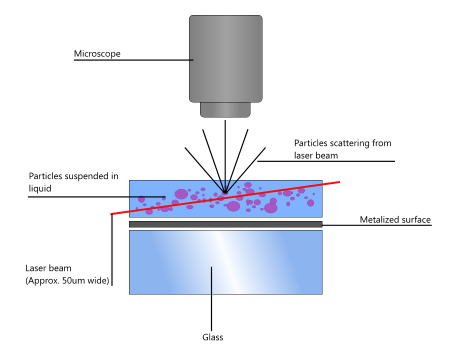 Microscope
Particles scattering from
laser beam
Particles suspended in
liquid
Metalized surface
Laser beam
(Approx. 50um wide)
Glass